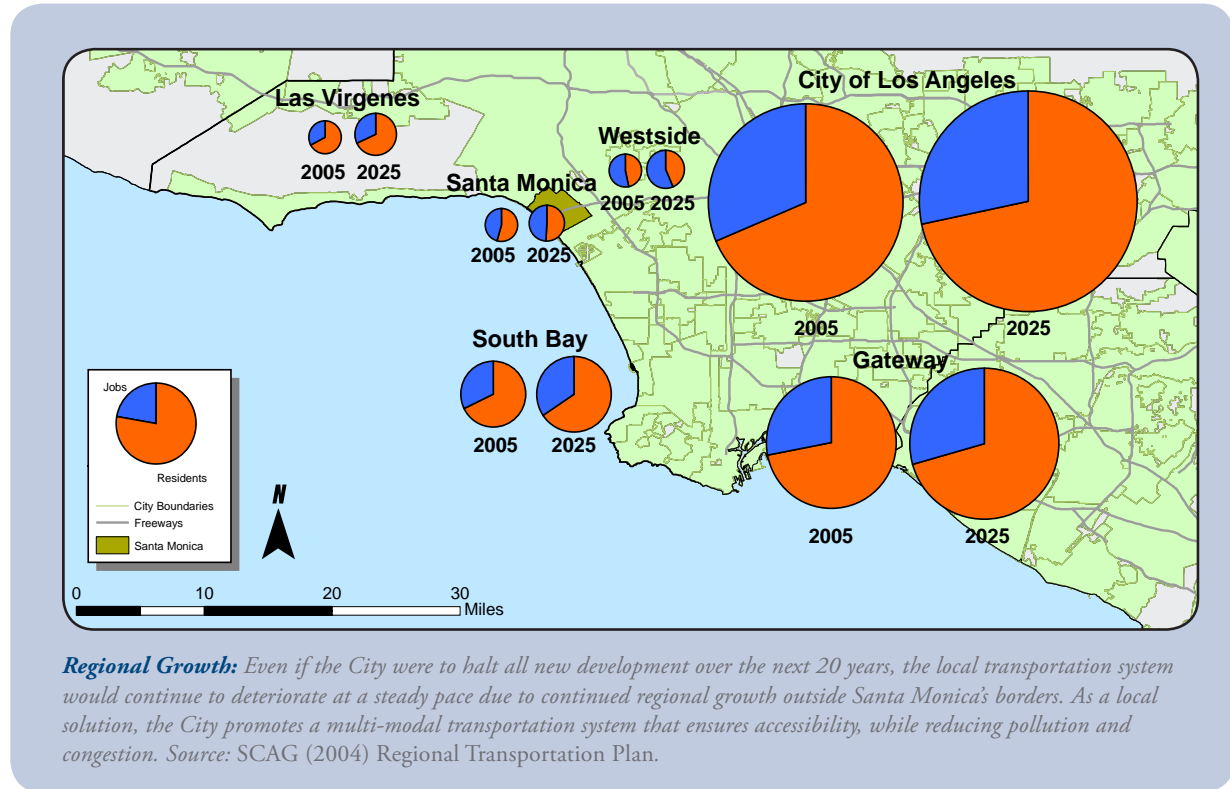 City of Los Angeles
Las Virgenes
Westside
2005
2025
Santa Monica
2005
2025
2005
2025
2005
2025
South Bay
Gateway
2005
2025
2005
2025
Jobs
Residents
City Boundaries
Freeways
Santa Monica
N
0
10
20
30
Miles
Regional Growth: Even if the City were to halt all new development over the next 20 years, the local transportation system
would continue to deteriorate at a steady pace due to continued regional growth outside Santa Monica's borders. As a local
solution, the City promotes a multi-modal transportation system that ensures accessibility, while reducing pollution and
congestion. Source: SCAG (2004) Regional Transportation Plan.